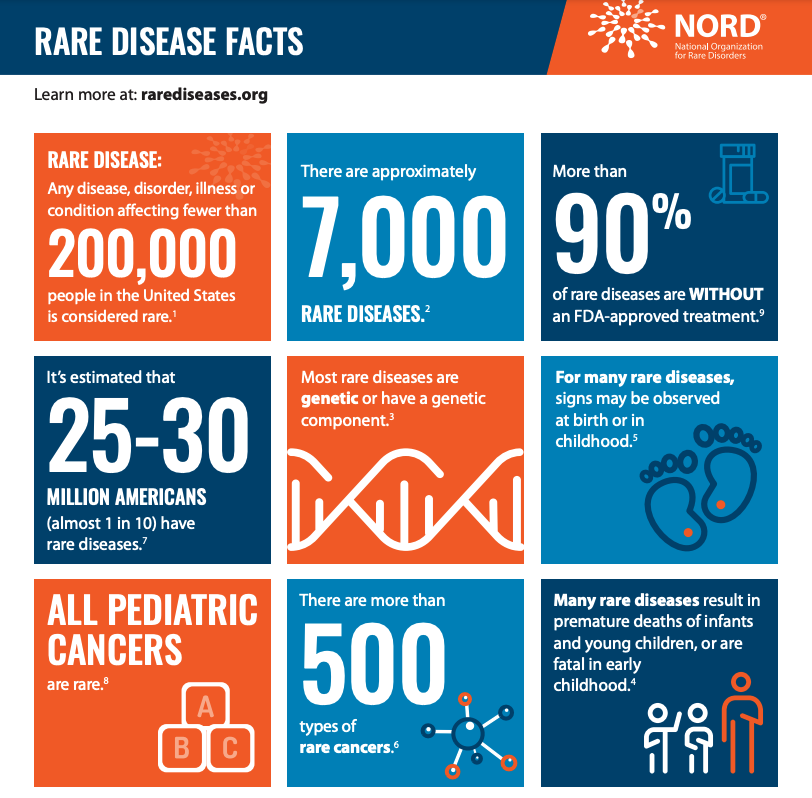 RARE DISEASE FACTS
NORD®
National Organization
for Rare Disorders
Learn more at: rarediseases.org
RARE DISEASE:
Any disease, disorder, illness or
condition affecting fewer than
200,000
people in the United States
is considered rare.¹
There are approximately
7,000
RARE DISEASES.²
More than
90%
of rare diseases are WITHOUT
an FDA-approved treatment.⁹
It’s estimated that
25-30
MILLION AMERICANS
(almost 1 in 10) have
rare diseases.⁷
Most rare diseases are
genetic or have a genetic
component.³
For many rare diseases,
signs may be observed
at birth or in
childhood.⁵
ALL PEDIATRIC
CANCERS
are rare.⁸
A
B C
There are more than
500
types of
rare cancers.⁶
Many rare diseases result in
premature deaths of infants
and young children, or are
fatal in early
childhood.⁴